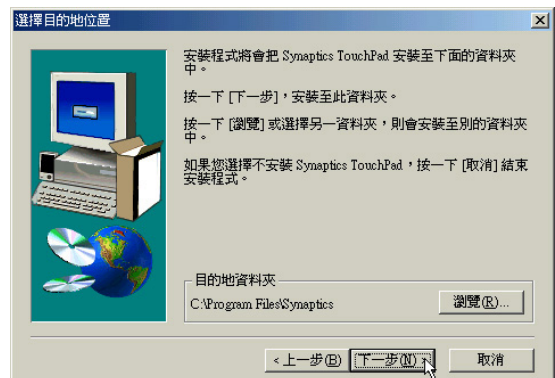 選擇目的地位置
安裝程式將會把 Synaptics TouchPad 安裝至下面的資料夾
中。
按一下 [下一步]，安裝至此資料夾。
按一下 [瀏覽] 或選擇另一資料夾，則會安裝至別的資料夾
中。
如果您選擇不安裝 Synaptics TouchPad，按一下 [取消] 結束
安裝程式。
目的地資料夾
C:\Program Files\Synaptics
瀏覽(R)...
<上一步(B)
下一步(N)>
取消